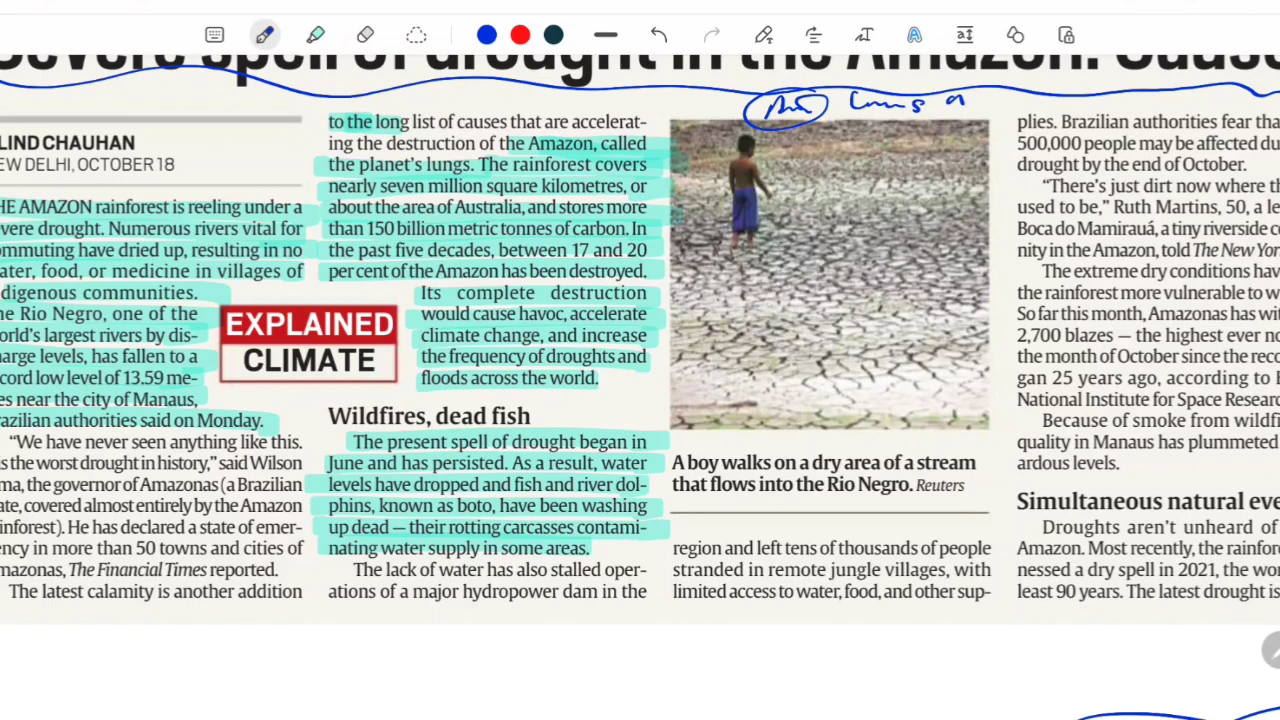 Severe spell of drought in the Amazon: Cause
LIND CHAUHAN
EW DELHI, OCTOBER 18
HE AMAZON rainforest is reeling under a
vere drought. Numerous rivers vital for
ommuting have dried up, resulting in no
ater, food, or medicine in villages of
digenous communities.
he Rio Negro, one of the
orld's largest rivers by dis-
harge levels, has fallen to a
cord low level of 13.59 me-
es near the city of Manaus,
razilian authorities said on Monday.
"We have never seen anything like this.
is the worst drought in history," said Wilson
ma, the governor of Amazonas (a Brazilian
ate, covered almost entirely by the Amazon
inforest). He has declared a state of emer-
ency in more than 50 towns and cities of
mazonas, The Financial Times reported.
The latest calamity is another addition
to the long list of causes that are accelerat-
ing the destruction of the Amazon, called
the planet's lungs. The rainforest covers
nearly seven million square kilometres, or
about the area of Australia, and stores more
than 150 billion metric tonnes of carbon. In
the past five decades, between 17 and 20
per cent of the Amazon has been destroyed.
Its complete destruction
would cause havoc, accelerate
climate change, and increase
the frequency of droughts and
floods across the world.
EXPLAINED
CLIMATE
Wildfires, dead fish
The present spell of drought began in
June and has persisted. As a result, water
levels have dropped and fish and river dol-
phins, known as boto, have been washing
up dead — their rotting carcasses contami-
nating water supply in some areas.
The lack of water has also stalled oper-
ations of a major hydropower dam in the
A boy walks on a dry area of a stream
that flows into the Rio Negro. Reuters
region and left tens of thousands of people
stranded in remote jungle villages, with
limited access to water, food, and other sup-
plies. Brazilian authorities fear tha
500,000 people may be affected du
drought by the end of October.
"There's just dirt now where th
used to be," Ruth Martins, 50, a le
Boca do Mamirauá, a tiny riverside co
nity in the Amazon, told The New Yor
The extreme dry conditions hav
the rainforest more vulnerable to w
So far this month, Amazonas has wit
2,700 blazes — the highest ever no
the month of October since the reco
gan 25 years ago, according to B
National Institute for Space Researc
Because of smoke from wildfi
quality in Manaus has plummeted
ardous levels.
Simultaneous natural eve
Droughts aren't unheard of
Amazon. Most recently, the rainfor
nessed a dry spell in 2021, the wor
least 90 years. The latest drought is